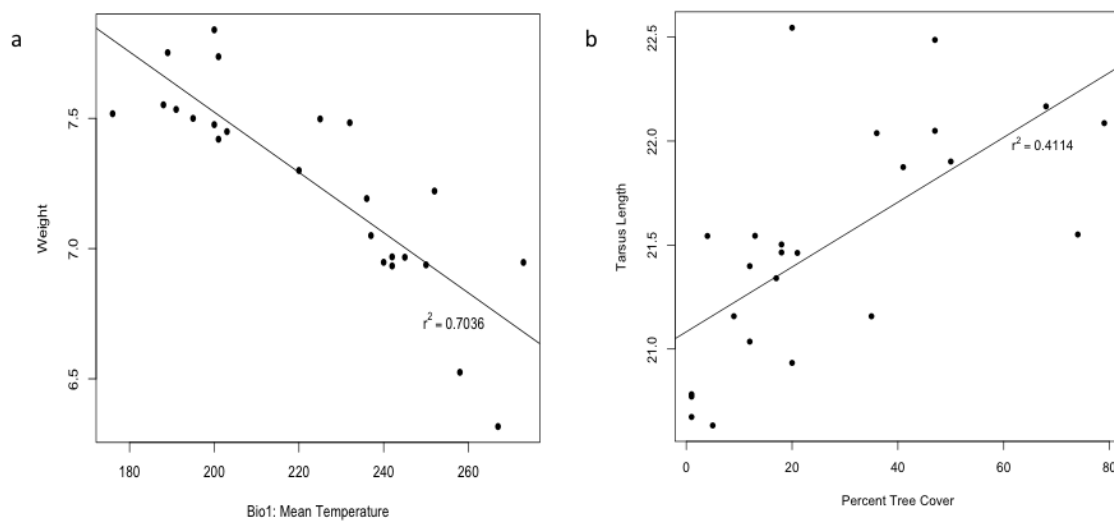 a
Weight
7.5
7.0
6.5
r² = 0.7036
180 200 220 240 260
Bio1: Mean Temperature
b
Tarsus Length
22.5
22.0
21.5
21.0
r² = 0.4114
0 20 40 60 80
Percent Tree Cover